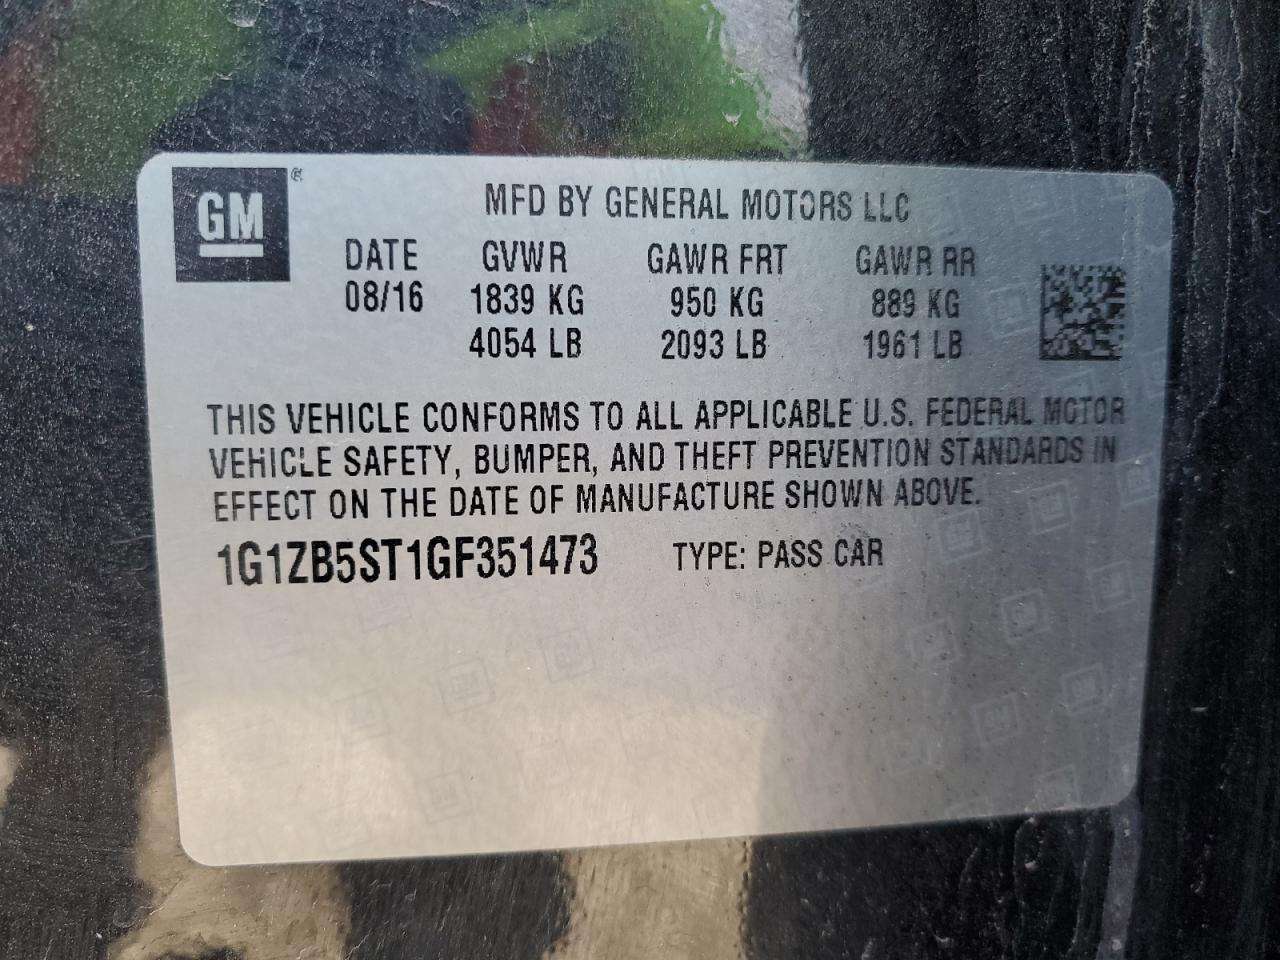 GM®
MFD BY GENERAL MOTORS LLC
DATE GVWR GAWR FRT GAWR RR
08/16 1839 KG 950 KG 889 KG
4054 LB 2093 LB 1961 LB
THIS VEHICLE CONFORMS TO ALL APPLICABLE U.S. FEDERAL MOTOR
VEHICLE SAFETY, BUMPER, AND THEFT PREVENTION STANDARDS IN
EFFECT ON THE DATE OF MANUFACTURE SHOWN ABOVE.
1G1ZB5ST1GF351473 TYPE: PASS CAR